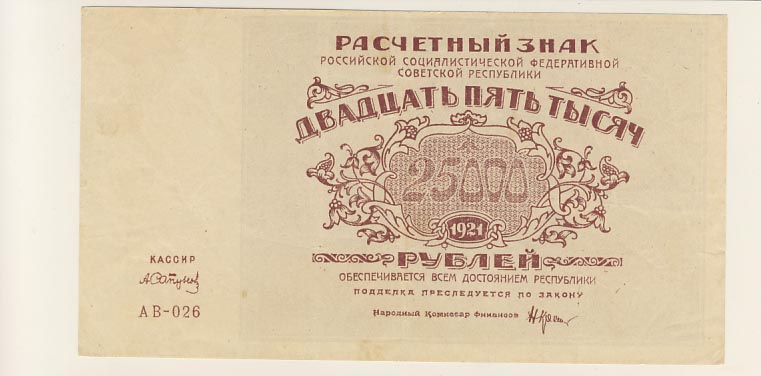 РАСЧЕТНЫЙ ЗНАК
РОССИЙСКОЙ СОЦИАЛИСТИЧЕСКОЙ ФЕДЕРАТИВНОЙ
СОВЕТСКОЙ РЕСПУБЛИКИ
ДВАДЦАТЬ ПЯТЬ ТЫСЯЧ
25000
1921
РУБЛЕЙ
ОБЕСПЕЧИВАЕТСЯ ВСЕМ ДОСТОЯНИЕМ РЕСПУБЛИКИ
ПОДДЕЛКА ПРЕСЛЕДУЕТСЯ ПО ЗАКОНУ
Народный Комиссар Финансов
КАССИР
АВ-026